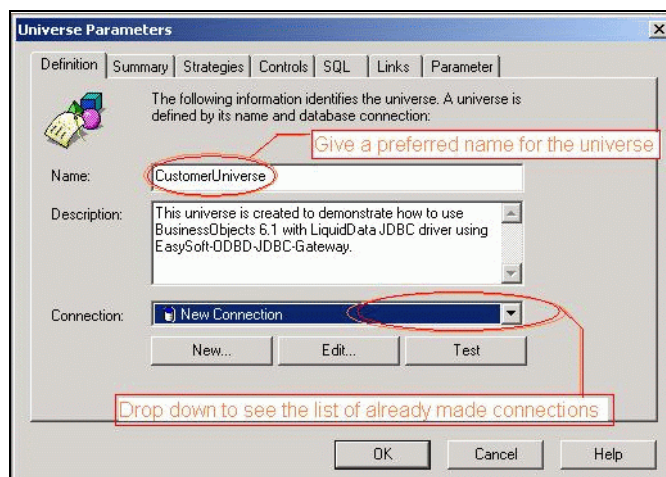 Universe Parameters
Definition Summary Strategies Controls SQL Links Parameter
The following information identifies the universe. A universe is
defined by its name and database connection:
Give a preferred name for the universe
Name: CustomerUniverse
Description: This universe is created to demonstrate how to use
BusinessObjects 6.1 with LiquidData JDBC driver using
EasySoft-ODBD-JDBC-Gateway.
Connection: New Connection
New... Edit... Test
Drop down to see the list of already made connections
OK Cancel Help